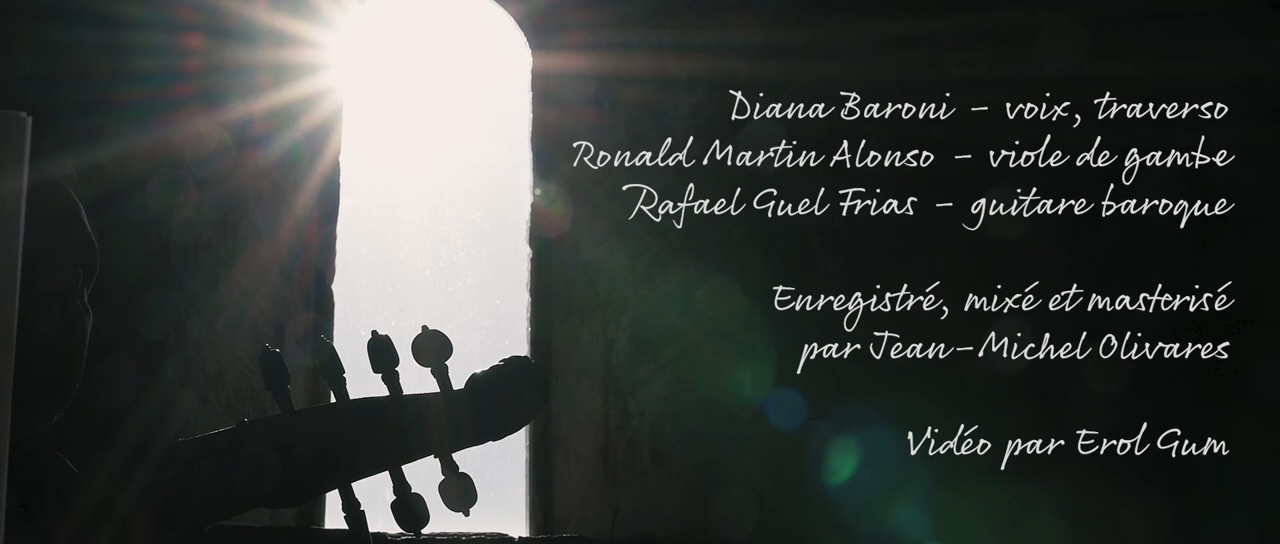 Diana Baroni – voix, traverso
Ronald Martin Alonso – viole de gambe
Rafael Guel Frias – guitare baroque
Enregistré, mixé et masterisé
par Jean-Michel Olivares
Vidéo par Erol Gum